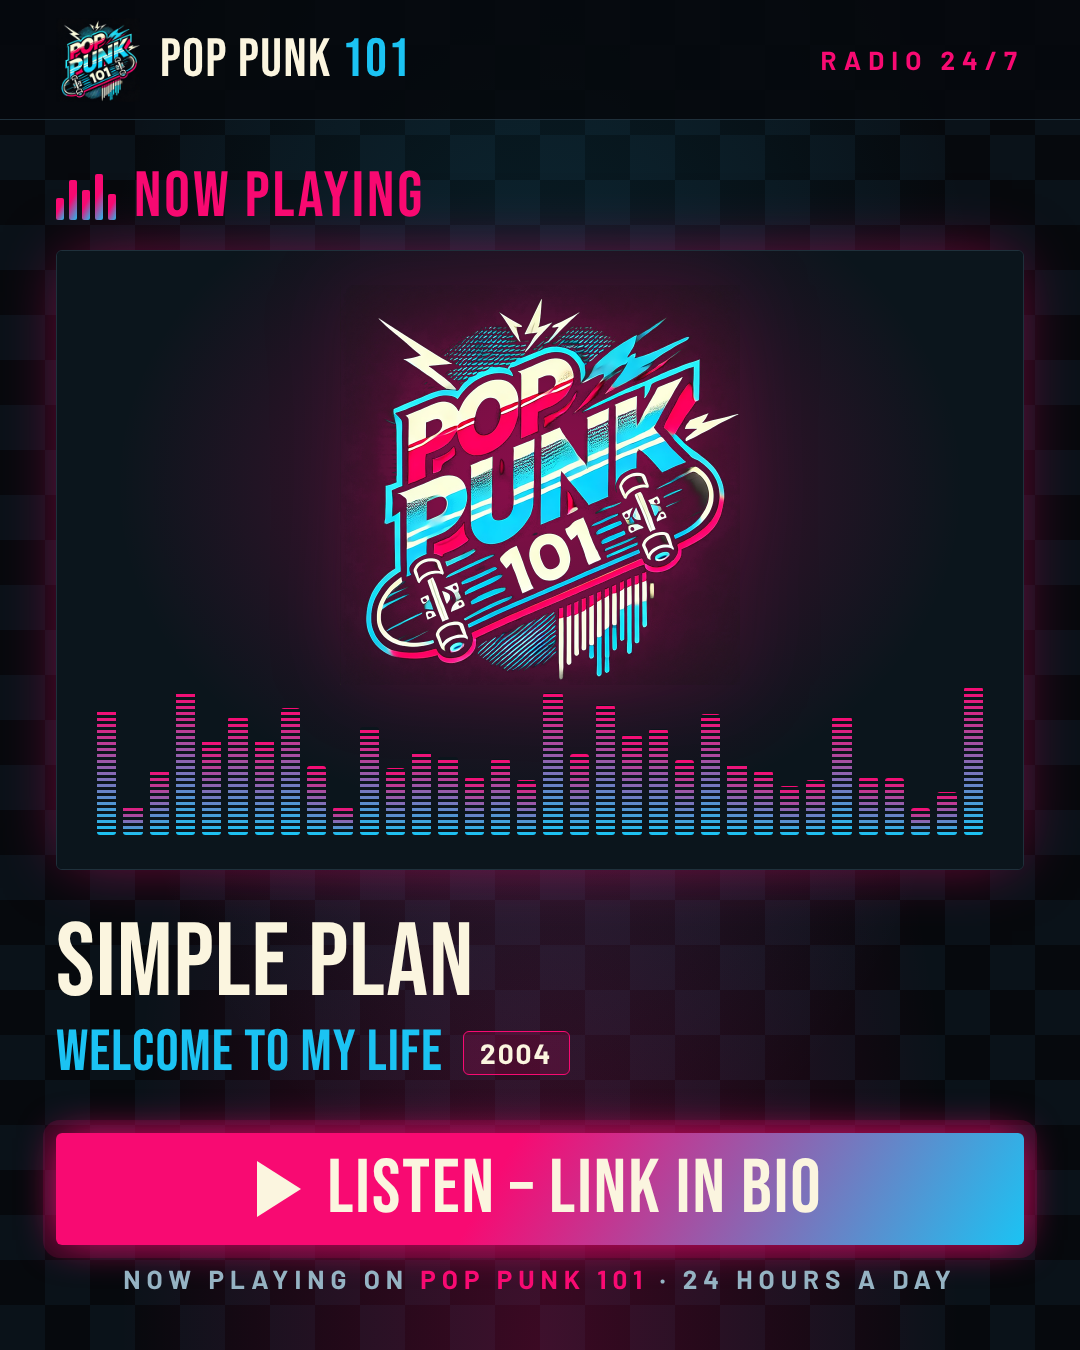 POP PUNK 101
POP PUNK 101
RADIO 24/7
NOW PLAYING
POP
PUNK
101
SIMPLE PLAN
WELCOME TO MY LIFE 2004
LISTEN – LINK IN BIO
NOW PLAYING ON POP PUNK 101 · 24 HOURS A DAY